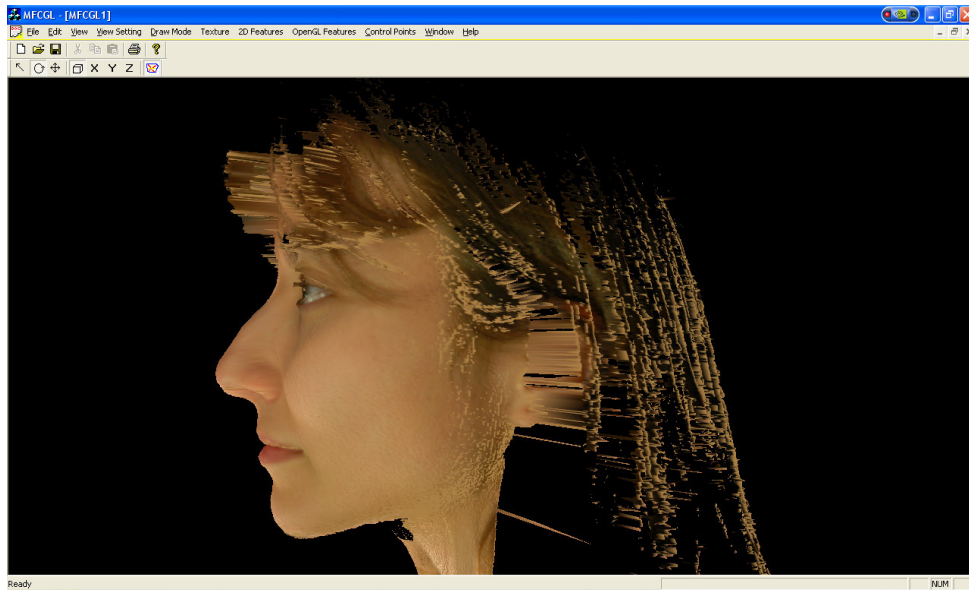 MFCGL - [MFCGL1]
File Edit View View Setting Draw Mode Texture 2D Features OpenGL Features Control Points Window Help
X Y Z
Ready NUM